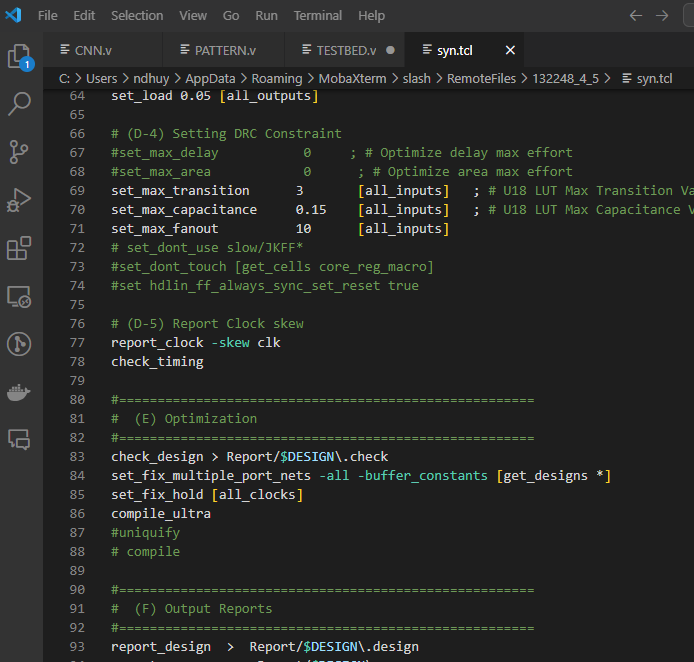 File Edit Selection View Go Run Terminal Help
CNN.v PATTERN.v TESTBED.v syn.tcl
C: > Users > ndhuy > AppData > Roaming > MobaXterm > slash > RemoteFiles > 132248_4_5 > syn.tcl
1
64 set_load 0.05 [all_outputs]
65
66 # (D-4) Setting DRC Constraint
67 #set_max_delay 0 ; # Optimize delay max effort
68 #set_max_area 0 ; # Optimize area max effort
69 set_max_transition 3 [all_inputs] ; # U18 LUT Max Transition Va
70 set_max_capacitance 0.15 [all_inputs] ; # U18 LUT Max Capacitance V
71 set_max_fanout 10 [all_inputs]
72 # set_dont_use slow/JKFF*
73 #set_dont_touch [get_cells core_reg_macro]
74 #set hdlin_ff_always_sync_set_reset true
75
76 # (D-5) Report Clock skew
77 report_clock -skew clk
78 check_timing
79
80 #======================================================
81 # (E) Optimization
82 #======================================================
83 check_design > Report/$DESIGN\.check
84 set_fix_multiple_port_nets -all -buffer_constants [get_designs *]
85 set_fix_hold [all_clocks]
86 compile_ultra
87 #uniquify
88 # compile
89
90 #======================================================
91 # (F) Output Reports
92 #======================================================
93 report_design > Report/$DESIGN\.design